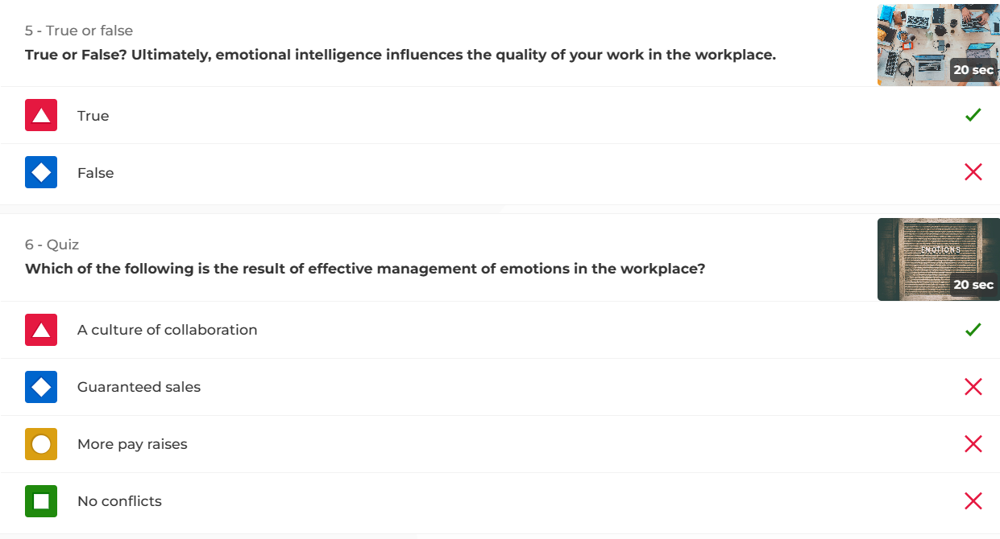 5 - True or false
True or False? Ultimately, emotional intelligence influences the quality of your work in the workplace.
20 sec
True
False
6 - Quiz
Which of the following is the result of effective management of emotions in the workplace?
EMOTIONS
20 sec
A culture of collaboration
Guaranteed sales
More pay raises
No conflicts